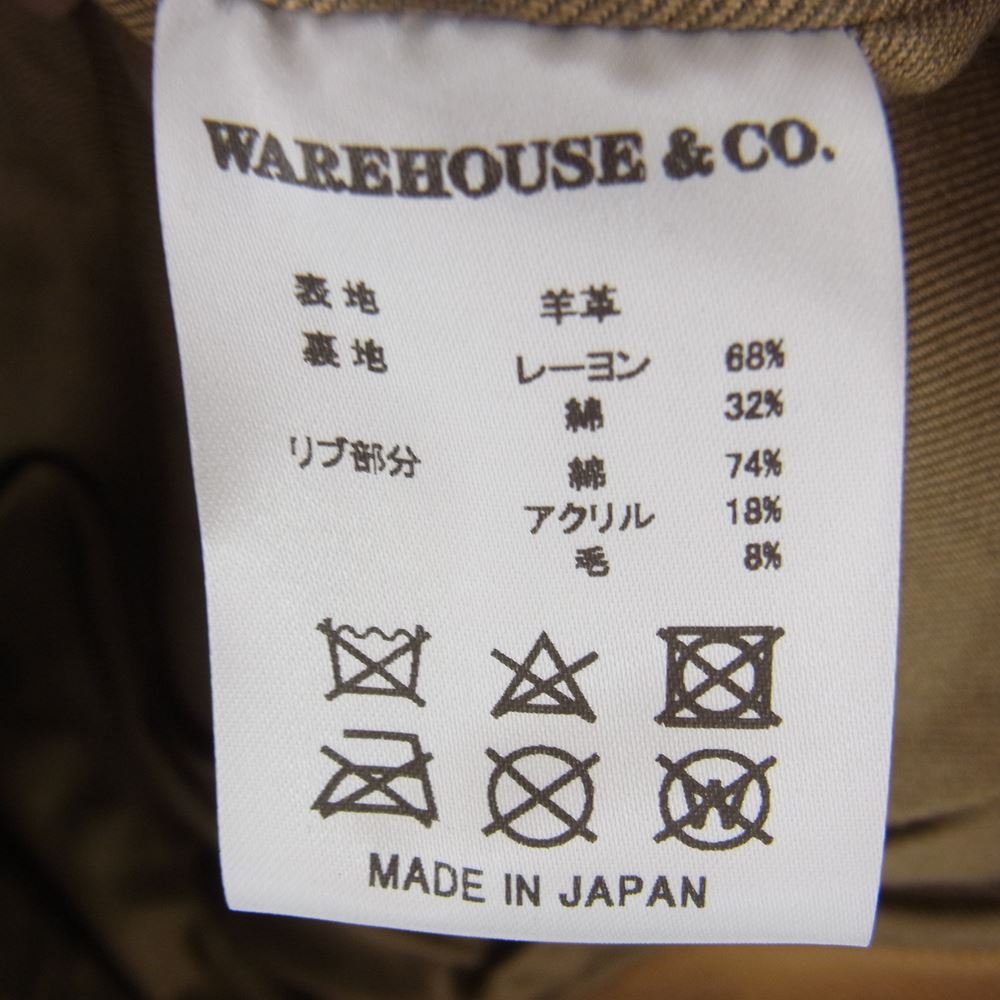 WAREHOUSE & CO.
表地 羊革
裏地 レーヨン 68%
綿 32%
リブ部分 綿 74%
アクリル 18%
毛 8%
W
MADE IN JAPAN